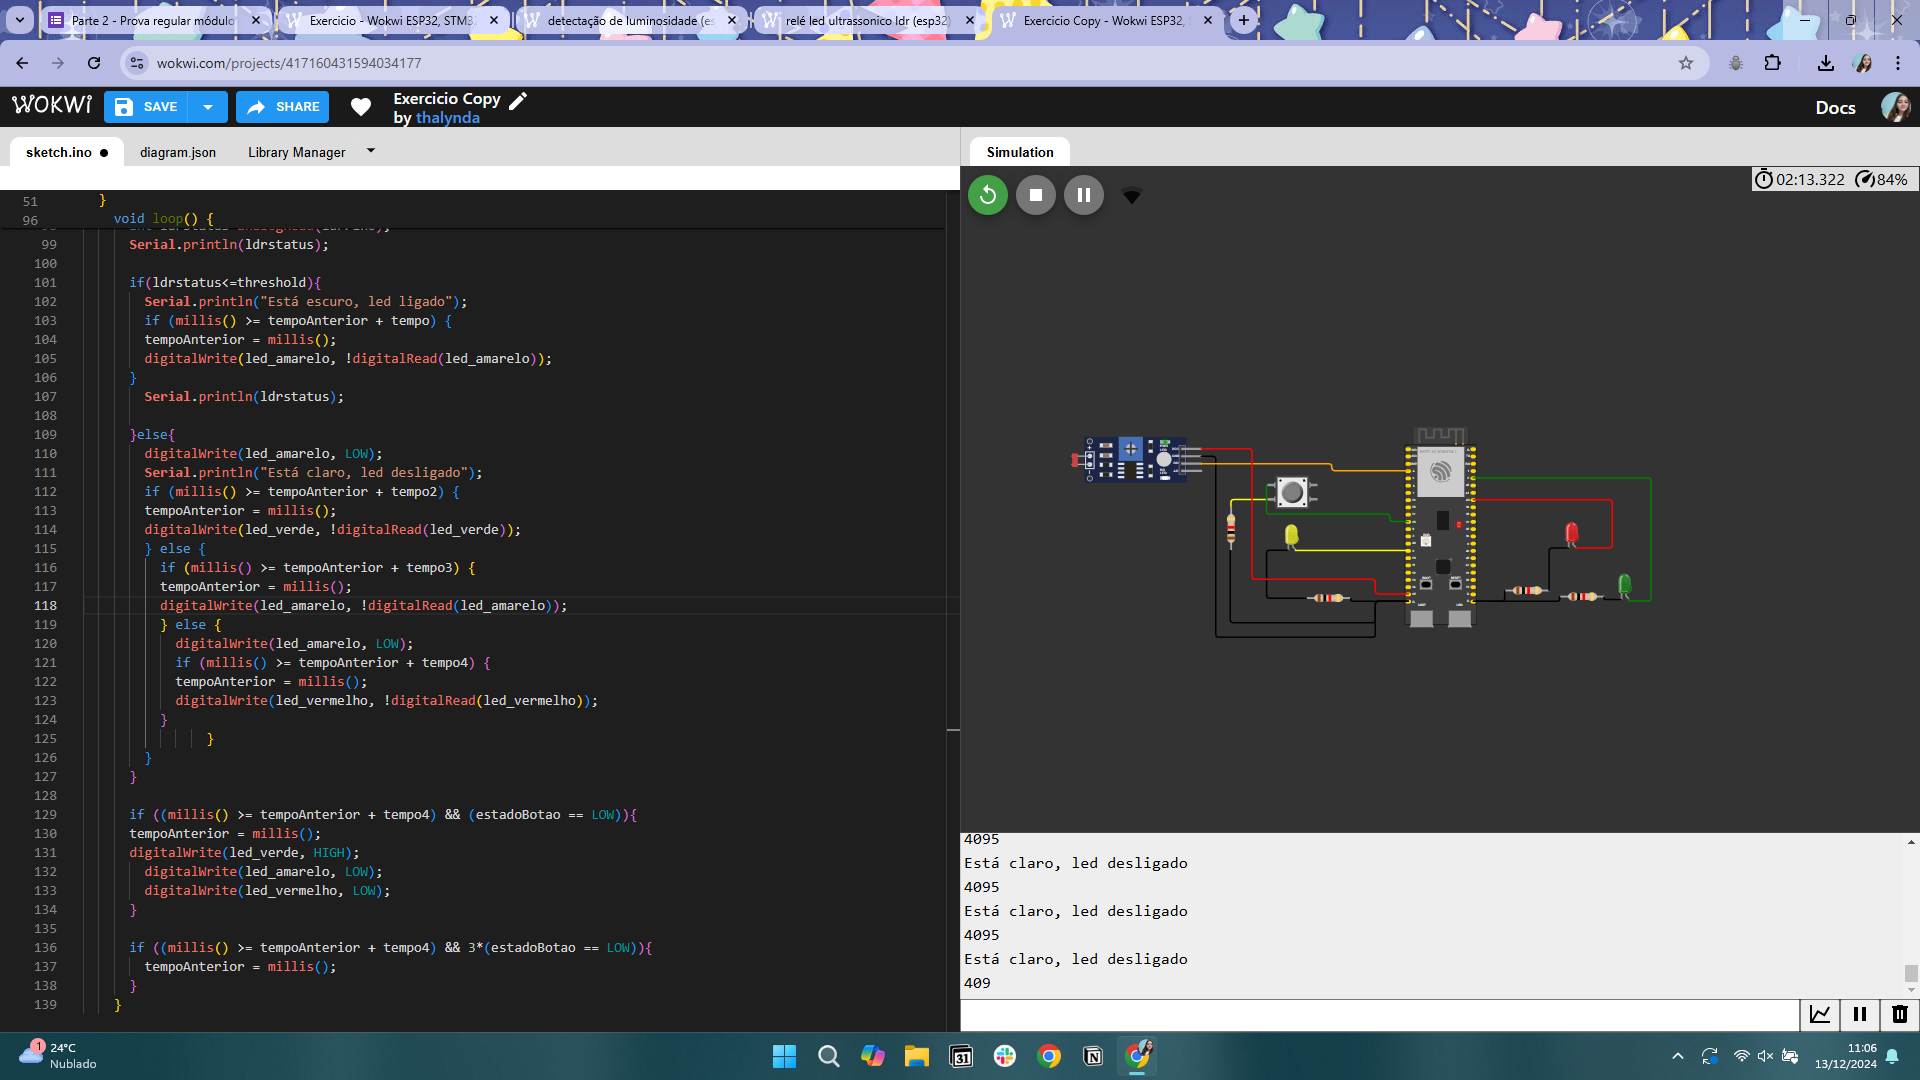 Parte 2 - Prova regular módulo
Exercicio - Wokwi ESP32, STM32
detectação de luminosidade (es
relé led ultrassonico ldr (esp32)
Exercicio Copy - Wokwi ESP32,
wokwi.com/projects/417160431594034177
WOKWI
SAVE
SHARE
Exercicio Copy
by thalynda
Docs
sketch.ino
diagram.json
Library Manager
Simulation
02:13.322
84%
51 }
96 void loop() {
99 Serial.println(ldrstatus);
100
101 if(ldrstatus<=threshold){
102 Serial.println("Está escuro, led ligado");
103 if (millis() >= tempoAnterior + tempo) {
104 tempoAnterior = millis();
105 digitalWrite(led_amarelo, !digitalRead(led_amarelo));
106 }
107 Serial.println(ldrstatus);
108
109 }else{
110 digitalWrite(led_amarelo, LOW);
111 Serial.println("Está claro, led desligado");
112 if (millis() >= tempoAnterior + tempo2) {
113 tempoAnterior = millis();
114 digitalWrite(led_verde, !digitalRead(led_verde));
115 } else {
116 if (millis() >= tempoAnterior + tempo3) {
117 tempoAnterior = millis();
118 digitalWrite(led_amarelo, !digitalRead(led_amarelo));
119 } else {
120 digitalWrite(led_amarelo, LOW);
121 if (millis() >= tempoAnterior + tempo4) {
122 tempoAnterior = millis();
123 digitalWrite(led_vermelho, !digitalRead(led_vermelho));
124 }
125 }
126 }
127 }
128
129 if ((millis() >= tempoAnterior + tempo4) && (estadoBotao == LOW)){
130 tempoAnterior = millis();
131 digitalWrite(led_verde, HIGH);
132 digitalWrite(led_amarelo, LOW);
133 digitalWrite(led_vermelho, LOW);
134 }
135
136 if ((millis() >= tempoAnterior + tempo4) && 3*(estadoBotao == LOW)){
137 tempoAnterior = millis();
138 }
139 }
4095
Está claro, led desligado
4095
Está claro, led desligado
4095
Está claro, led desligado
409
1
24°C
Nublado
31
11:06
13/12/2024